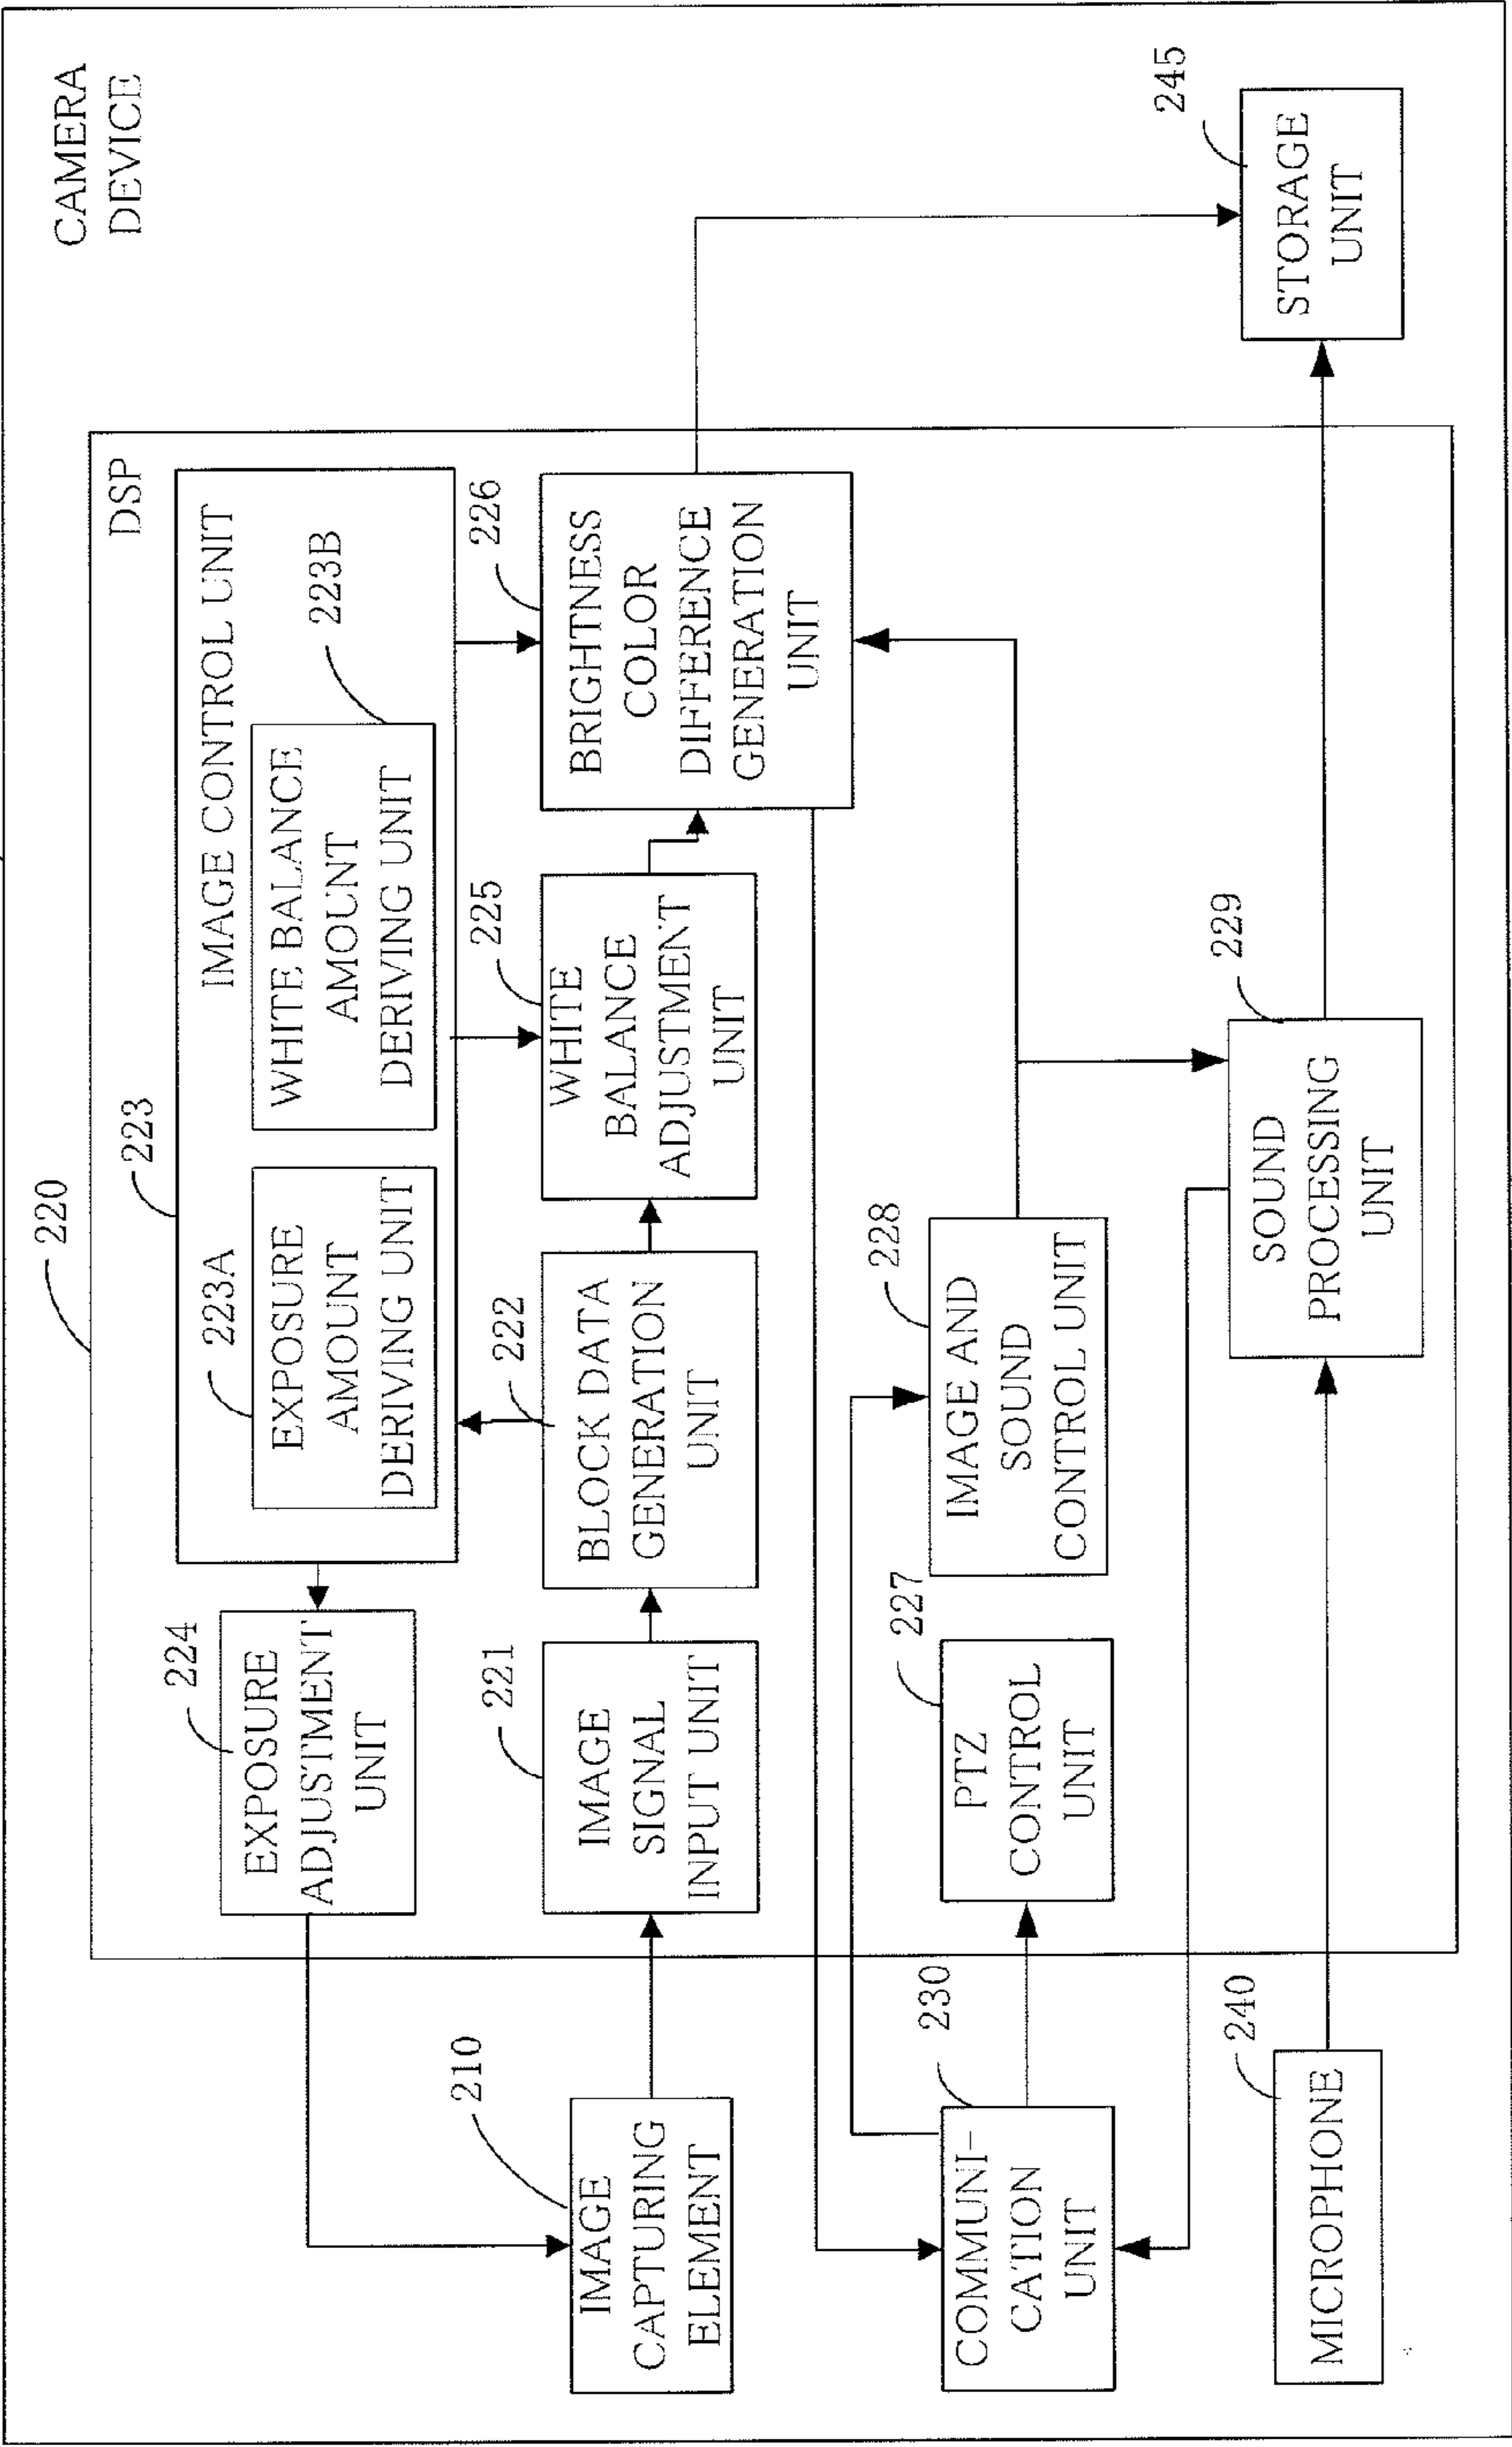 CAMERA
DEVICE
220
DSP
223
IMAGE CONTROL UNIT
224
EXPOSURE
ADJUSTMENT
UNIT
223A
EXPOSURE
AMOUNT
DERIVING UNIT
223B
WHITE BALANCE
AMOUNT
DERIVING UNIT
210
IMAGE
CAPTURING
ELEMENT
221
IMAGE
SIGNAL
INPUT UNIT
222
BLOCK DATA
GENERATION
UNIT
225
WHITE
BALANCE
ADJUSTMENT
UNIT
226
BRIGHTNESS
COLOR
DIFFERENCE
GENERATION
UNIT
230
COMMUNI-
CATION
UNIT
227
PTZ
CONTROL
UNIT
228
IMAGE AND
SOUND
CONTROL UNIT
240
MICROPHONE
229
SOUND
PROCESSING
UNIT
245
STORAGE
UNIT